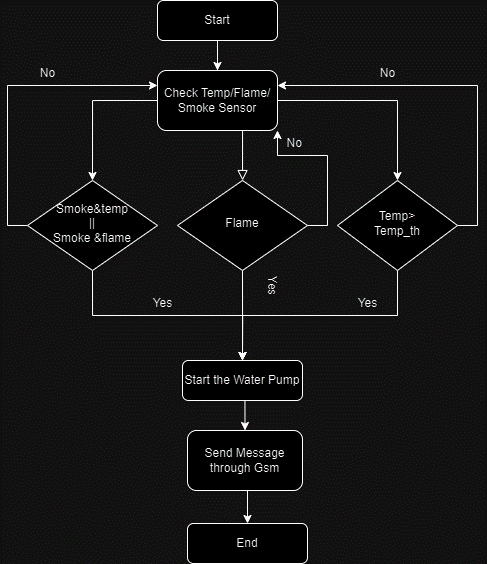 Start
No
No
Check Temp/Flame/
Smoke Sensor
No
Smoke&temp
||
Smoke &flame
Flame
Temp>
Temp_th
Yes
Yes
Yes
Start the Water Pump
Send Message
through Gsm
End